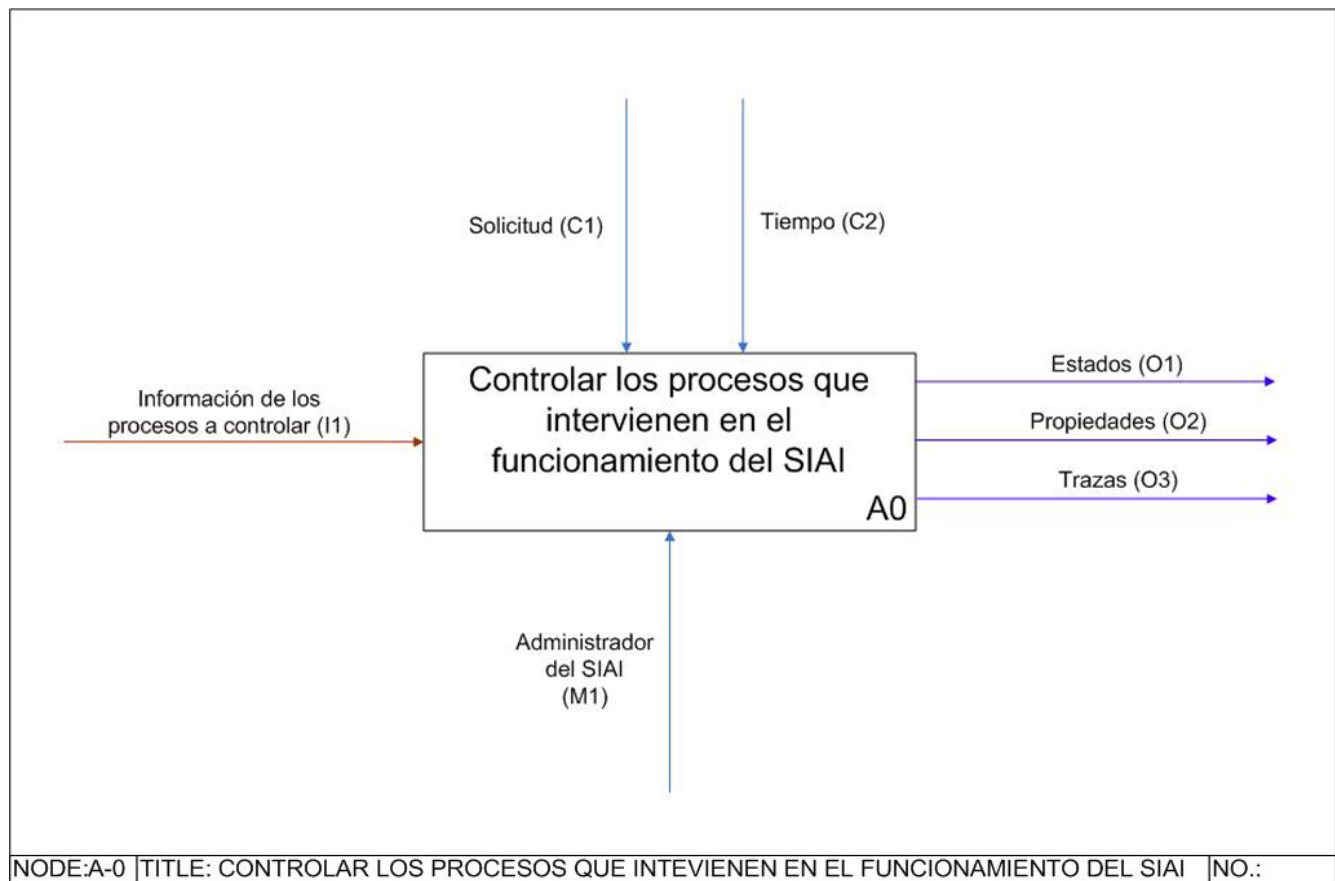 Solicitud (C1)
Tiempo (C2)
Controlar los procesos que
intervienen en el
funcionamiento del SIAI
A0
Información de los
procesos a controlar (I1)
Estados (O1)
Propiedades (O2)
Trazas (O3)
Administrador
del SIAI
(M1)
NODE:A-0 TITLE: CONTROLAR LOS PROCESOS QUE INTEVIENEN EN EL FUNCIONAMIENTO DEL SIAI NO.: